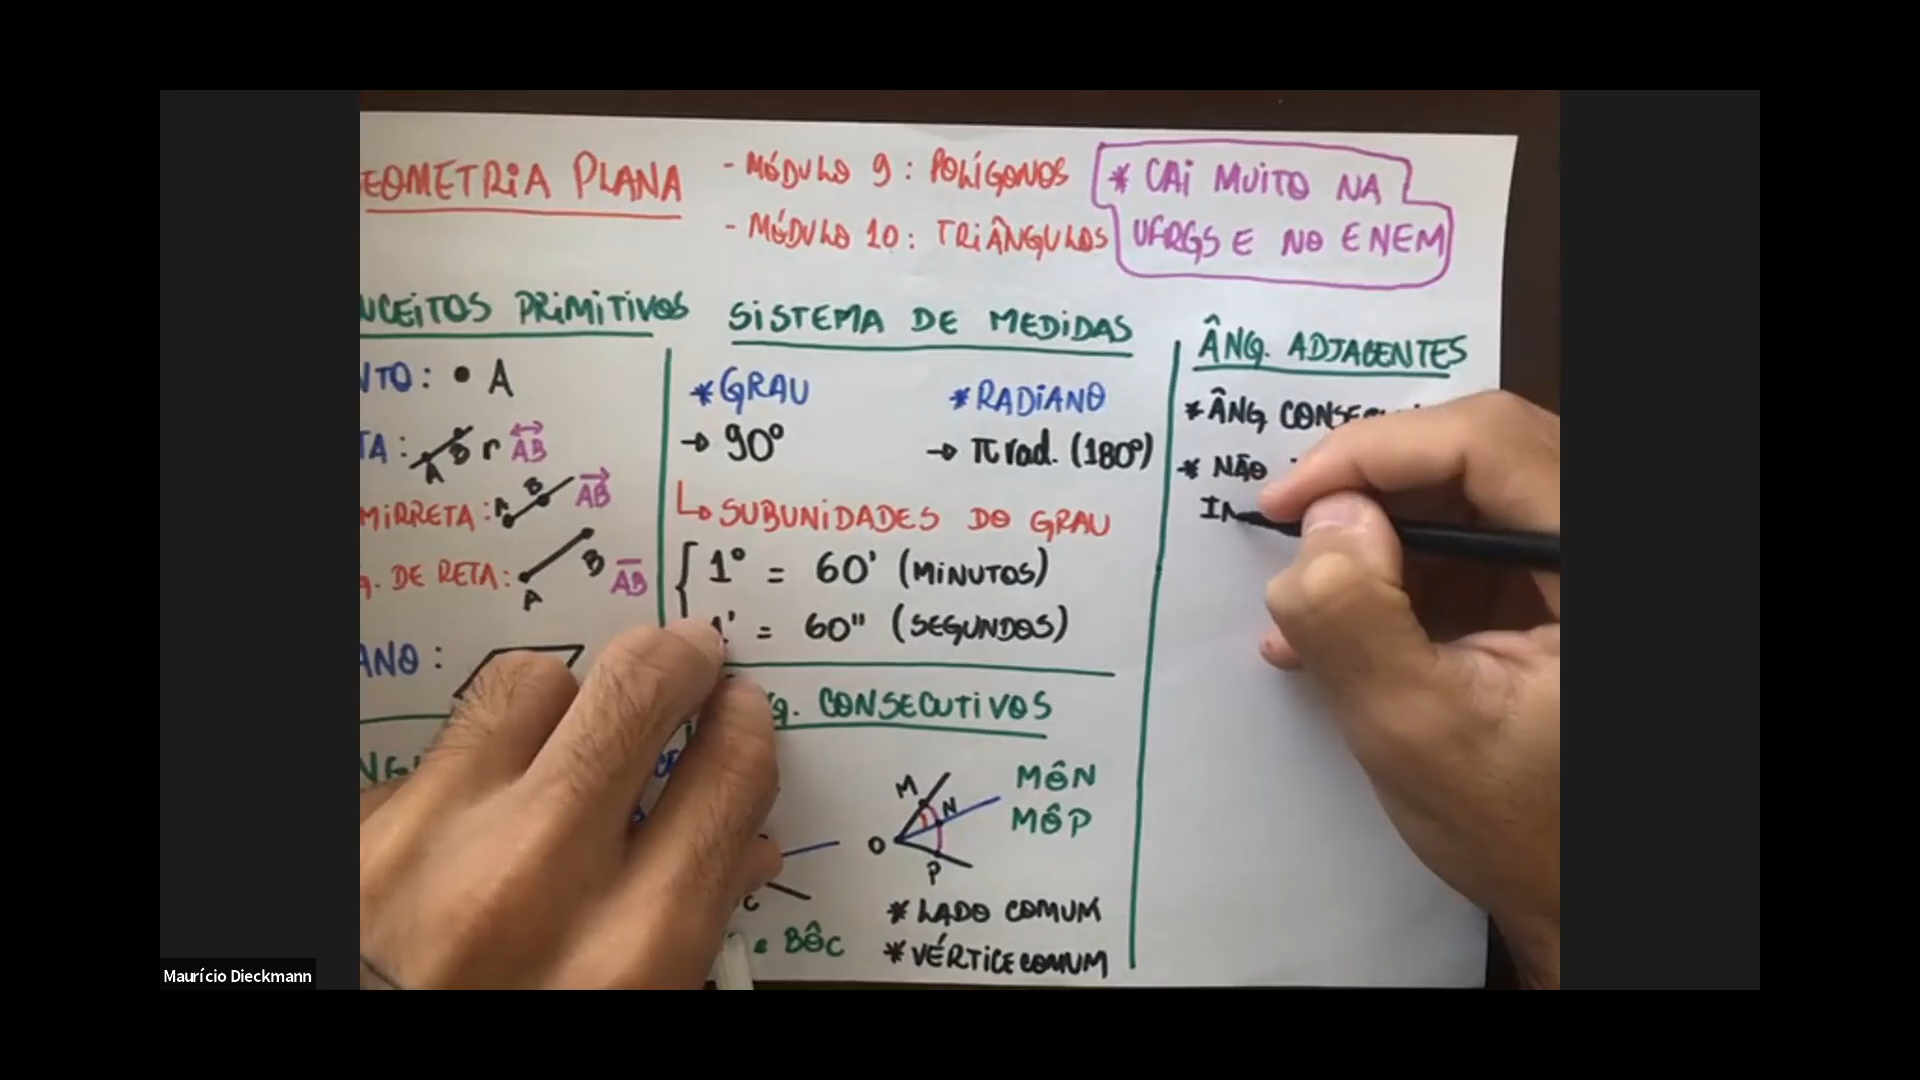 EOMETRIA PLANA
- MÓDULO 9 : POLÍGONOS
- MÓDULO 10 : TRIÂNGULOS
* CAI MUITO NA
UFRGS E NO ENEM
NCEITOS PRIMITIVOS
NTO : • A
TA : A B r AB
MIRRETA : A B AB
G. DE RETA : A B AB
ANO :
SISTEMA DE MEDIDAS
* GRAU
→ 90°
* RADIANO
→ π rad. (180°)
↳ SUBUNIDADES DO GRAU
1° = 60' (MINUTOS)
1' = 60" (SEGUNDOS)
CONSECUTIVOS
C
e BÔC
M N
O
P
MÔN
MÔP
* LADO COMUM
* VÉRTICE COMUM
ÂNG. ADJACENTES
* ÂNG.
* NÃO
Maurício Dieckmann